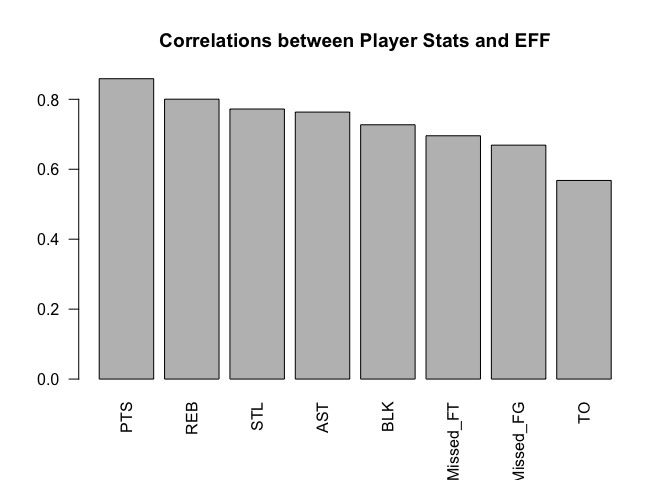 Correlations between Player Stats and EFF
0.8
0.6
0.4
0.2
0.0
PTS
REB
STL
AST
BLK
Missed_FT
Missed_FG
TO